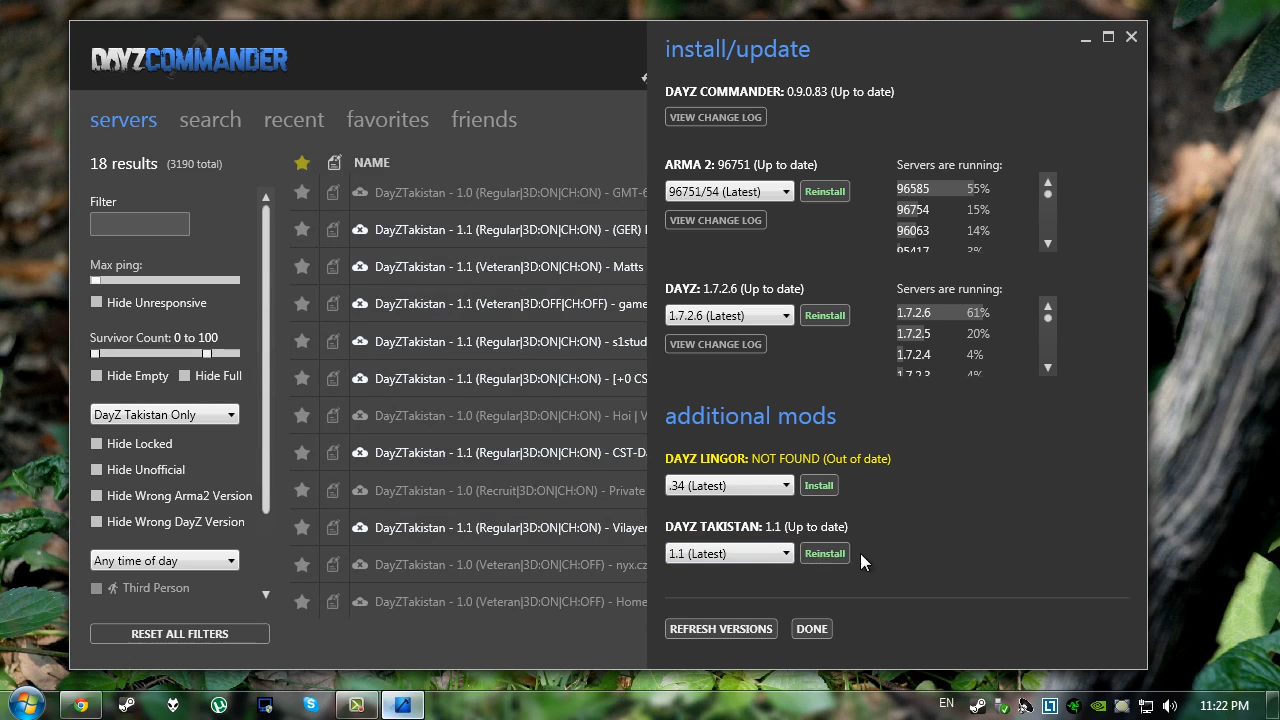 DAYZCOMMANDER
servers search recent favorites friends
18 results (3190 total)
Filter
Max ping:
Hide Unresponsive
Survivor Count: 0 to 100
Hide Empty Hide Full
DayZ Takistan Only
Hide Locked
Hide Unofficial
Hide Wrong Arma2 Version
Hide Wrong DayZ Version
Any time of day
Third Person
RESET ALL FILTERS
NAME
DayZTakistan - 1.0 (Regular|3D:ON|CH:ON) - GMT-6
DayZTakistan - 1.1 (Regular|3D:ON|CH:ON) - (GER)
DayZTakistan - 1.1 (Veteran|3D:ON|CH:OFF) - Matts
DayZTakistan - 1.1 (Veteran|3D:OFF|CH:OFF) - game
DayZTakistan - 1.1 (Regular|3D:ON|CH:ON) - s1stud
DayZTakistan - 1.1 (Regular|3D:ON|CH:ON) - [+0 CS
DayZTakistan - 1.0 (Regular|3D:ON|CH:ON) - Hoi | V
DayZTakistan - 1.1 (Regular|3D:ON|CH:ON) - CST-D
DayZTakistan - 1.0 (Recruit|3D:ON|CH:ON) - Private
DayZTakistan - 1.1 (Regular|3D:ON|CH:ON) - Vilayer
DayZTakistan - 1.0 (Veteran|3D:ON|CH:OFF) - nyx.cz
DayZTakistan - 1.0 (Veteran|3D:ON|CH:OFF) - Home
install/update
DAYZ COMMANDER: 0.9.0.83 (Up to date)
VIEW CHANGE LOG
ARMA 2: 96751 (Up to date)
96751/54 (Latest) Reinstall
VIEW CHANGE LOG
Servers are running:
96585 55%
96754 15%
96063 14%
95417 3%
DAYZ: 1.7.2.6 (Up to date)
1.7.2.6 (Latest) Reinstall
VIEW CHANGE LOG
Servers are running:
1.7.2.6 61%
1.7.2.5 20%
1.7.2.4 4%
1.7.2.3 4%
additional mods
DAYZ LINGOR: NOT FOUND (Out of date)
.34 (Latest) Install
DAYZ TAKISTAN: 1.1 (Up to date)
1.1 (Latest) Reinstall
REFRESH VERSIONS DONE
EN 11:22 PM